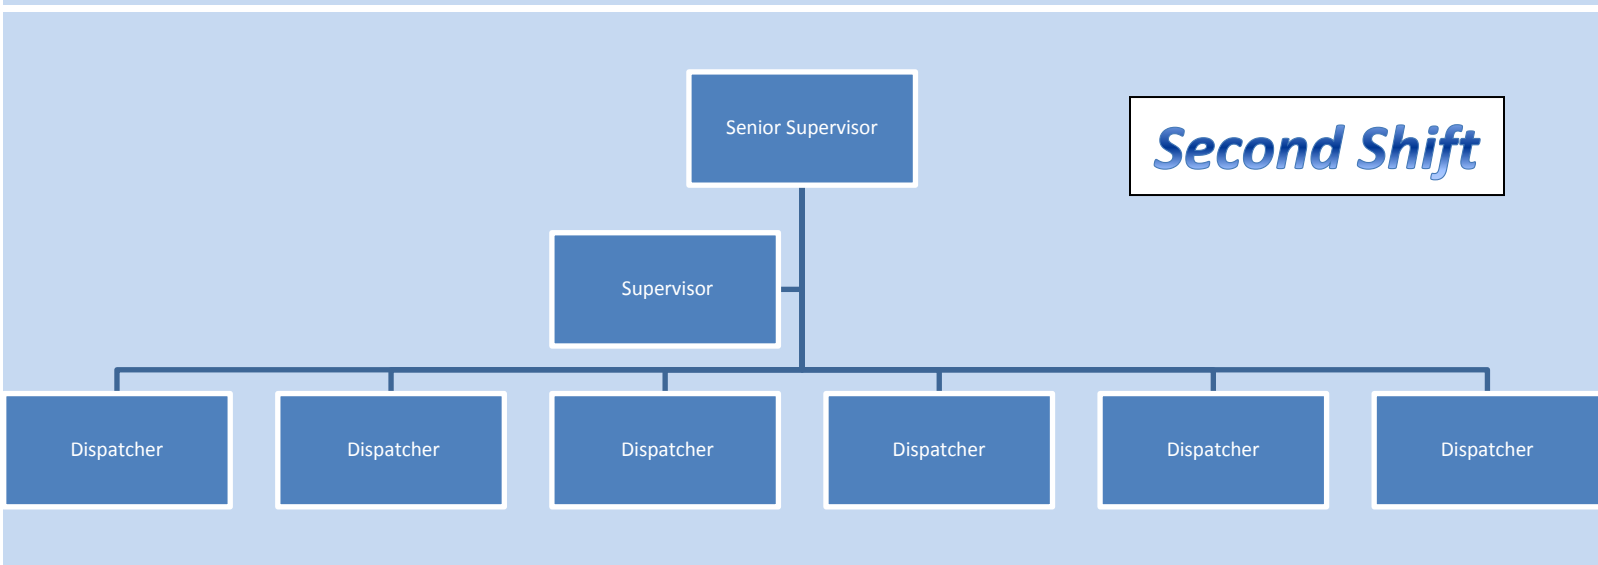 Senior Supervisor
Second Shift
Supervisor
Dispatcher
Dispatcher
Dispatcher
Dispatcher
Dispatcher
Dispatcher